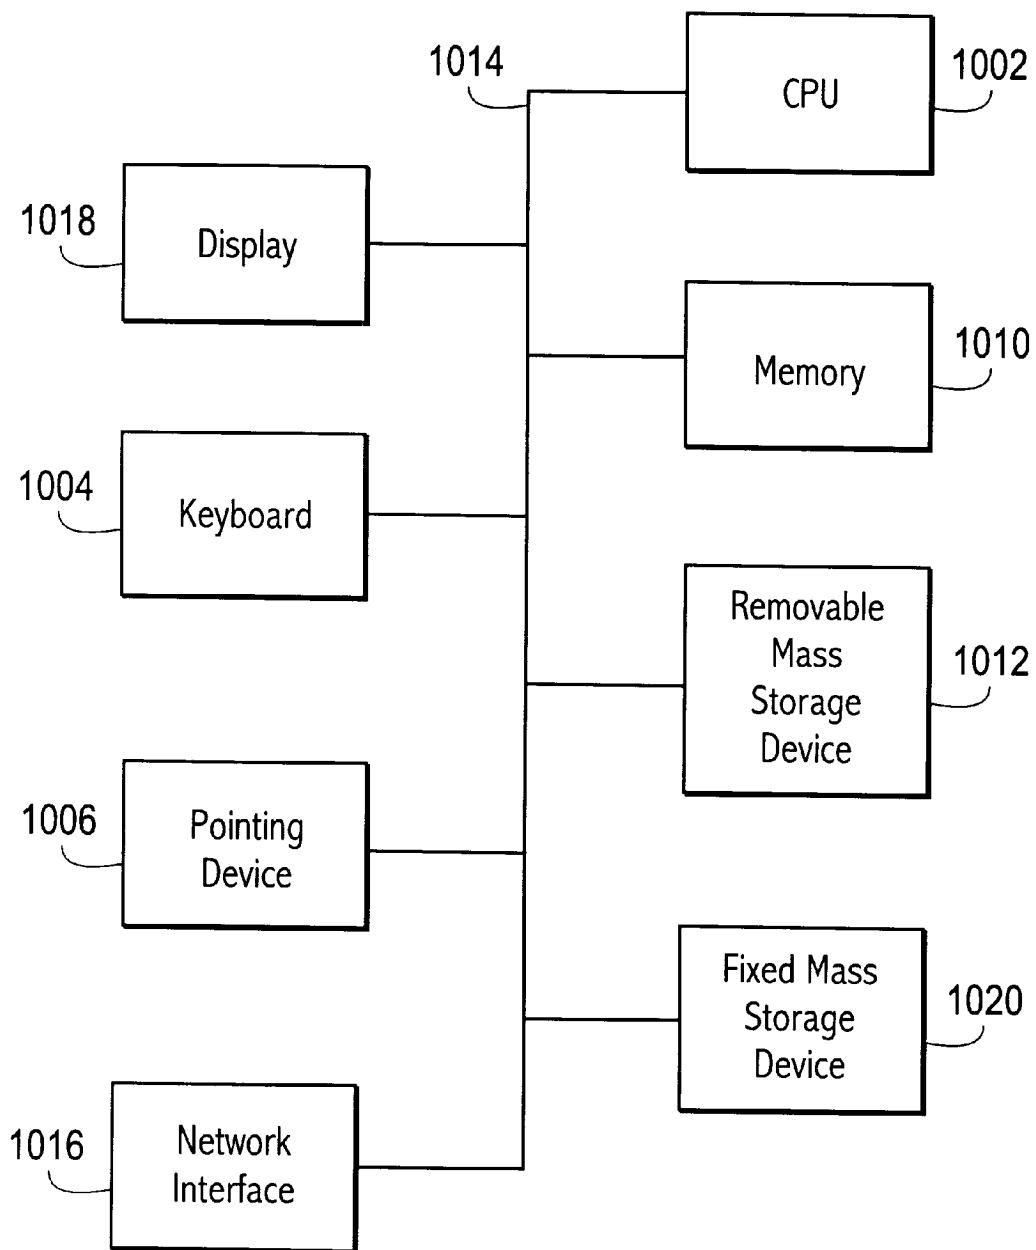 1014
CPU
1002
1018
Display
Memory
1010
1004
Keyboard
Removable
Mass
Storage
Device
1012
1006
Pointing
Device
Fixed Mass
Storage
Device
1020
1016
Network
Interface